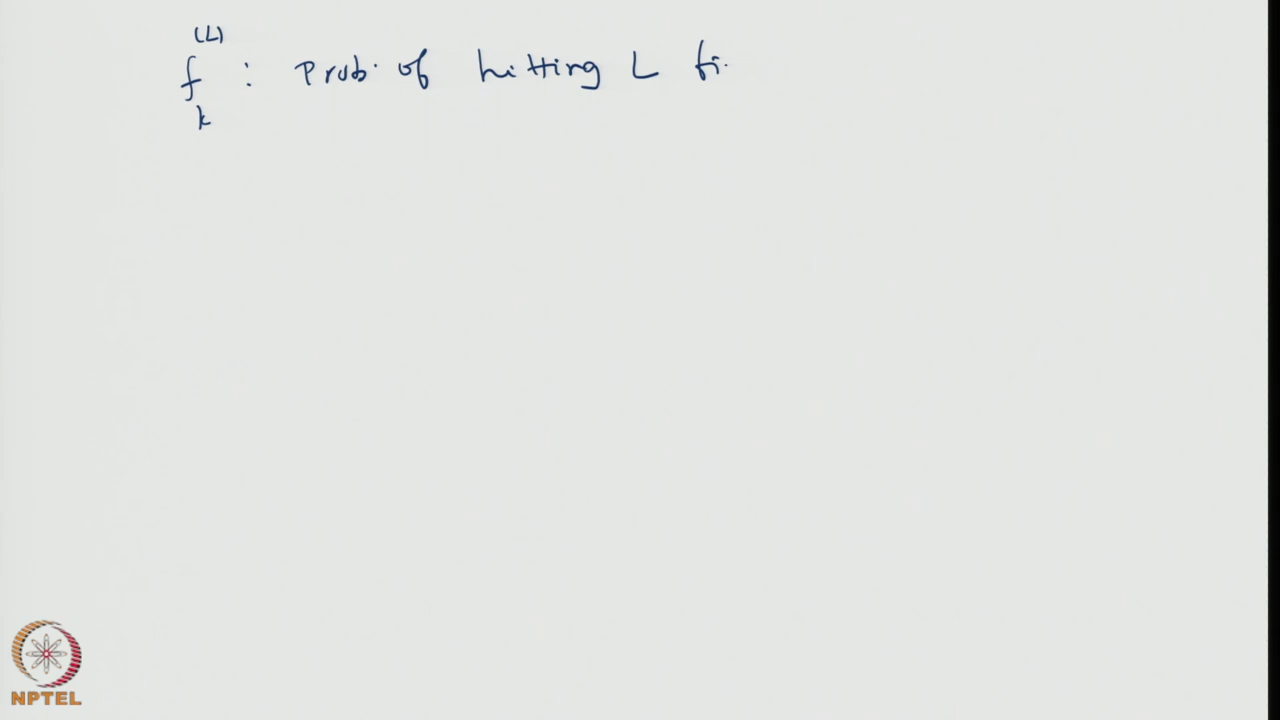 f_k^{(L)} : Prob. of hitting L fi
NPTEL